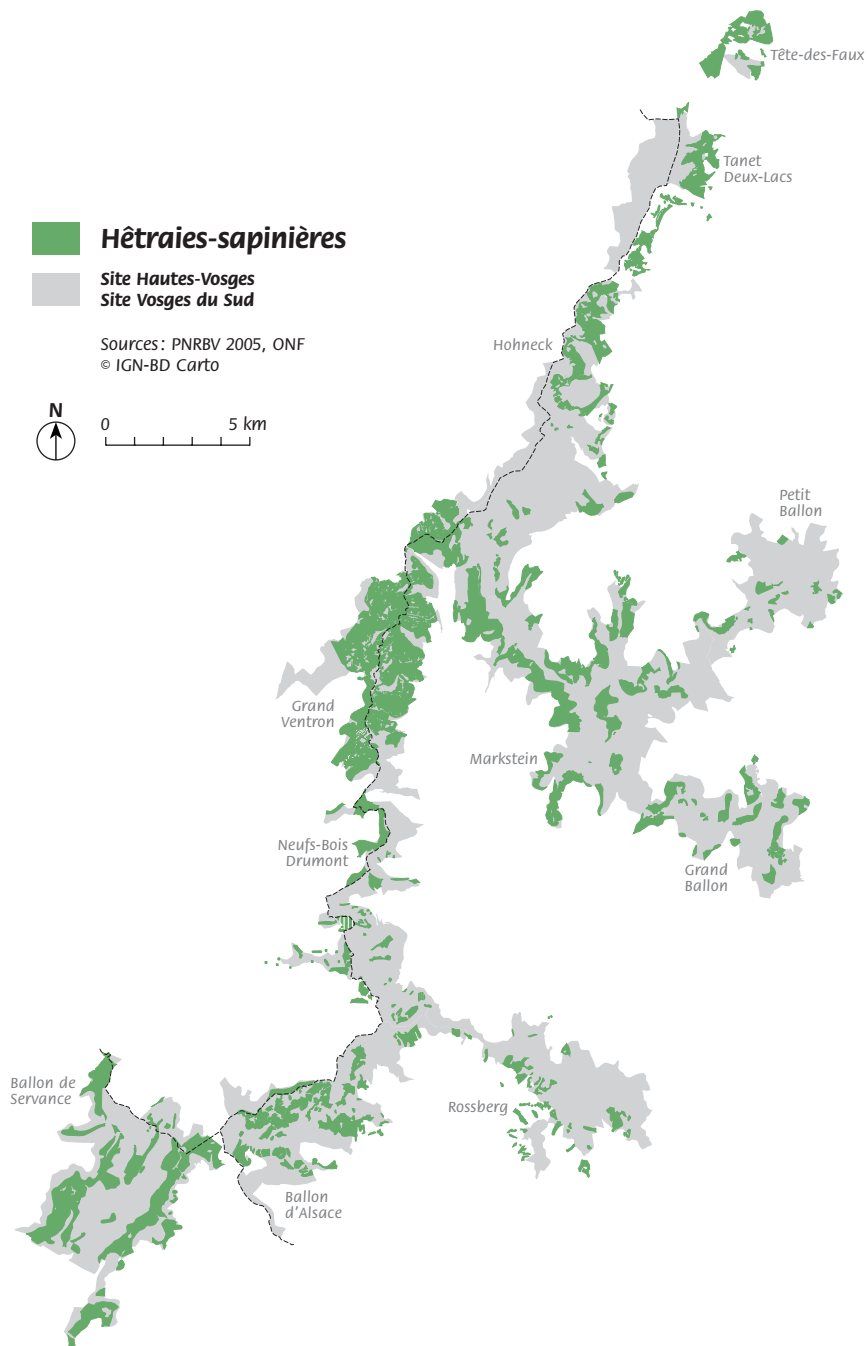 Tête-des-Faux
Tanet
Deux-Lacs
Hêtraies-sapinières
Site Hautes-Vosges
Site Vosges du Sud
Sources : PNRBV 2005, ONF
© IGN-BD Carto
N
0 5 km
Hohneck
Petit
Ballon
Grand
Ventron
Markstein
Neufs-Bois
Drumont
Grand
Ballon
Ballon de
Servance
Rossberg
Ballon
d'Alsace